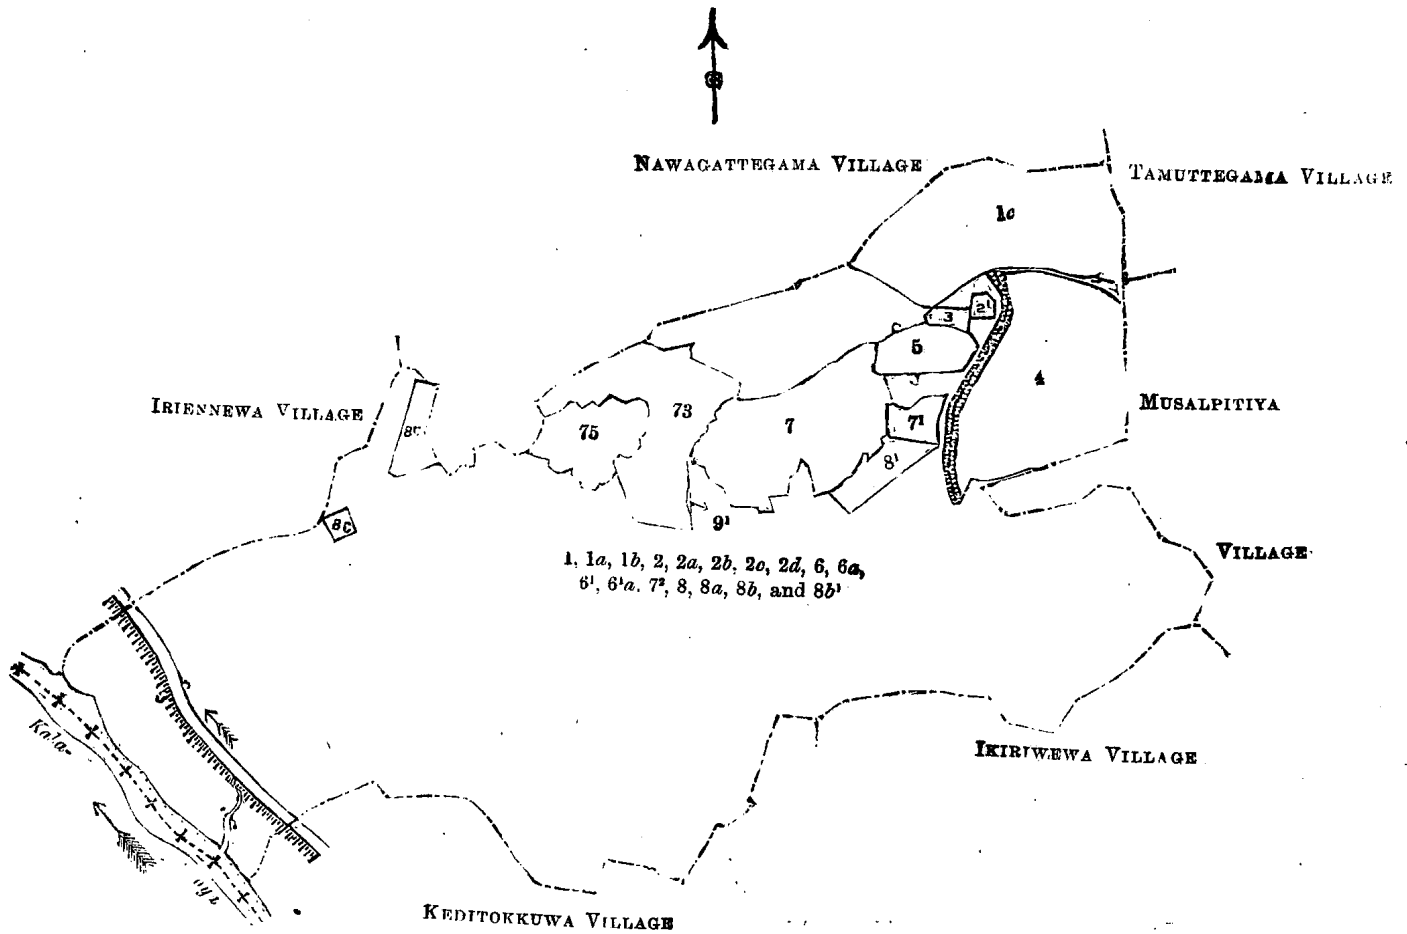 NAWAGATTEGAMA VILLAGE
TAMUTTEGAMA VILLAGE
1c
2¹
3
5
4
IRIENNEWA VILLAGE
MUSALPITIYA
73
75
7
7¹
8¹
8c
9¹
VILLAGE
1, 1a, 1b, 2, 2a, 2b, 2c, 2d, 6, 6a,
6¹, 6¹a. 7², 8, 8a, 8b, and 8b¹
Kala-
oya
IKIRIWEWA VILLAGE
KEDITOKKUWA VILLAGE